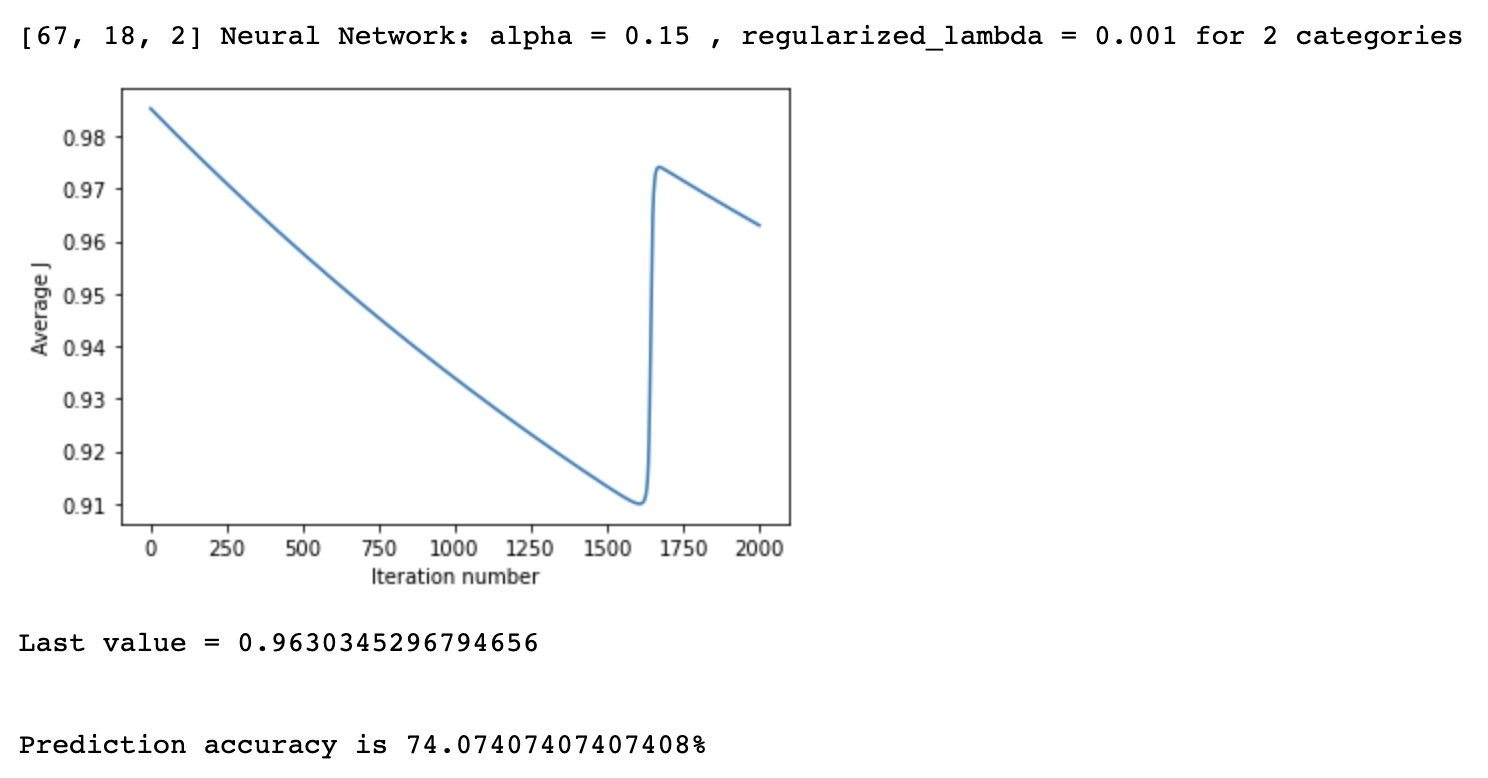 [67, 18, 2] Neural Network: alpha = 0.15 , regularized_lambda = 0.001 for 2 categories
0.98
0.97
0.96
0.95
0.94
0.93
0.92
0.91
Average J
0 250 500 750 1000 1250 1500 1750 2000
Iteration number
Last value = 0.9630345296794656
Prediction accuracy is 74.07407407407408%